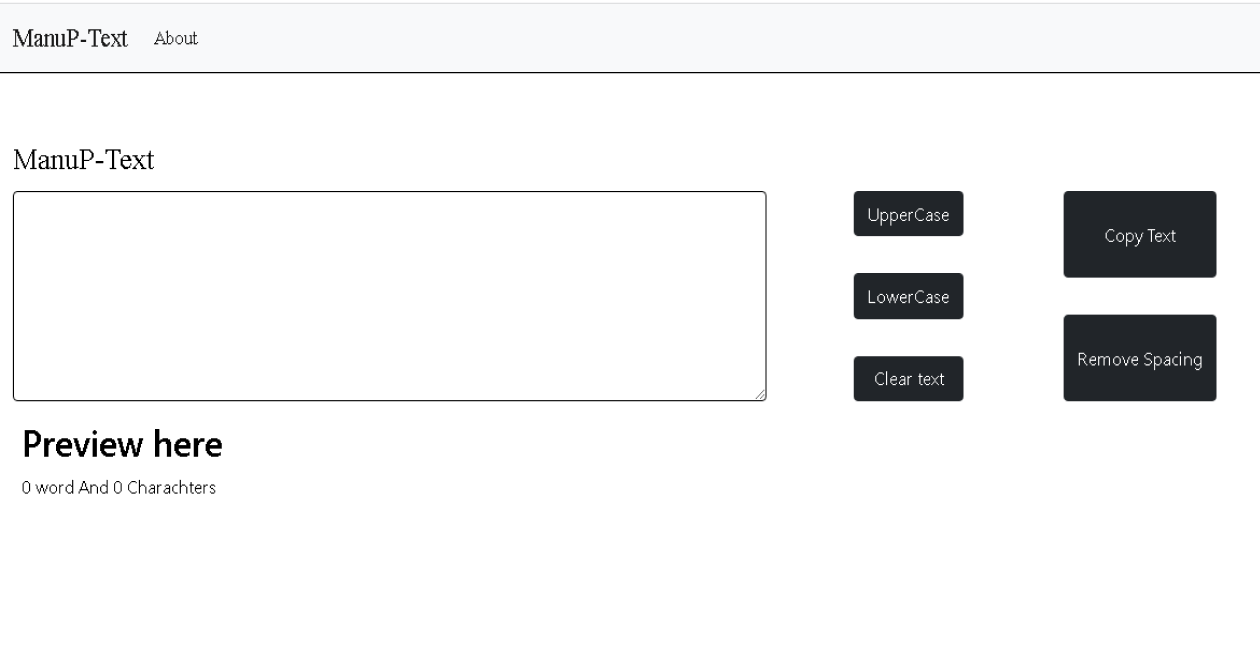 ManuP-Text About
ManuP-Text
UpperCase
LowerCase
Clear text
Copy Text
Remove Spacing
Preview here
0 word And 0 Charachters